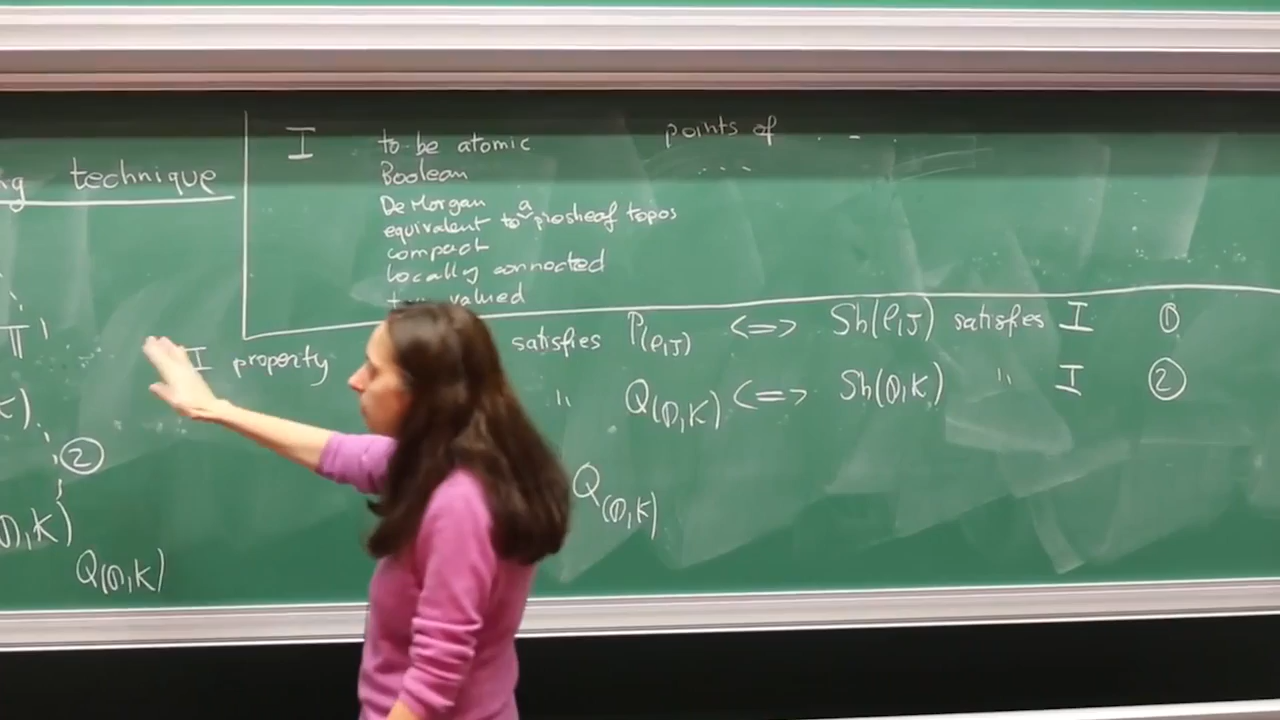 technique
I to be atomic points of . - .
Boolean ....
De Morgan
equivalent to a presheaf topos
compact
locally connected
valued
I property satisfies P(C,J) <=> Sh(C,J) satisfies I ①
" Q(D,K) <=> Sh(D,K) " I ②
②
D,K) Q(D,K)
Q(D,K)